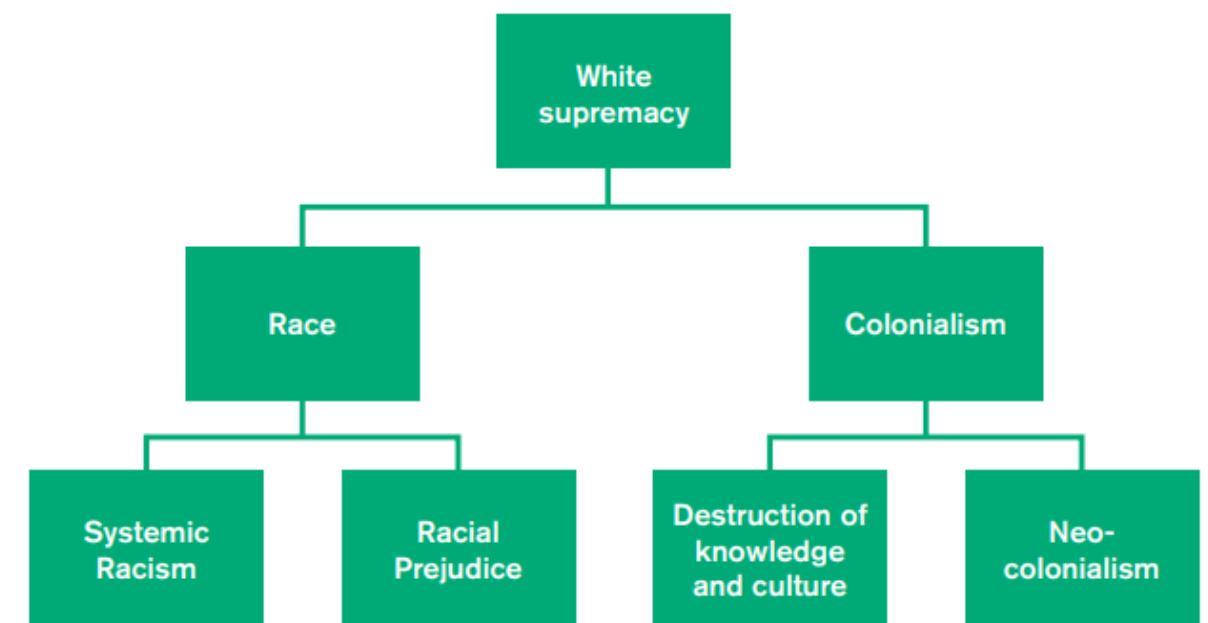 White
supremacy
Race
Colonialism
Systemic
Racism
Racial
Prejudice
Destruction of
knowledge
and culture
Neo-
colonialism